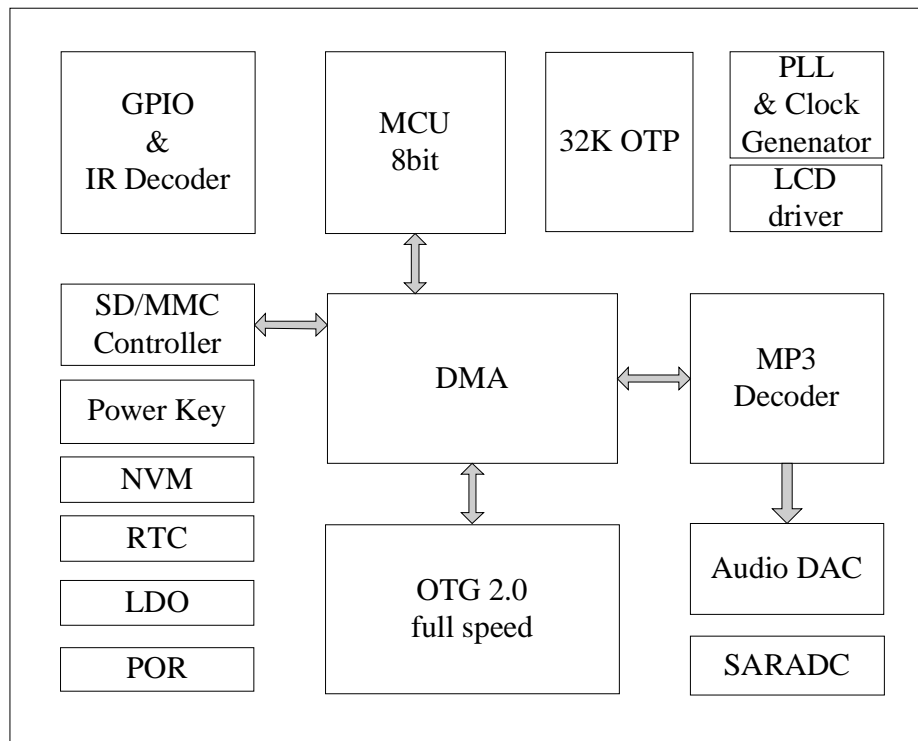 GPIO
&
IR Decoder
MCU
8bit
32K OTP
PLL
& Clock
Genenator
LCD
driver
SD/MMC
Controller
DMA
MP3
Decoder
Power Key
NVM
RTC
LDO
POR
OTG 2.0
full speed
Audio DAC
SARADC